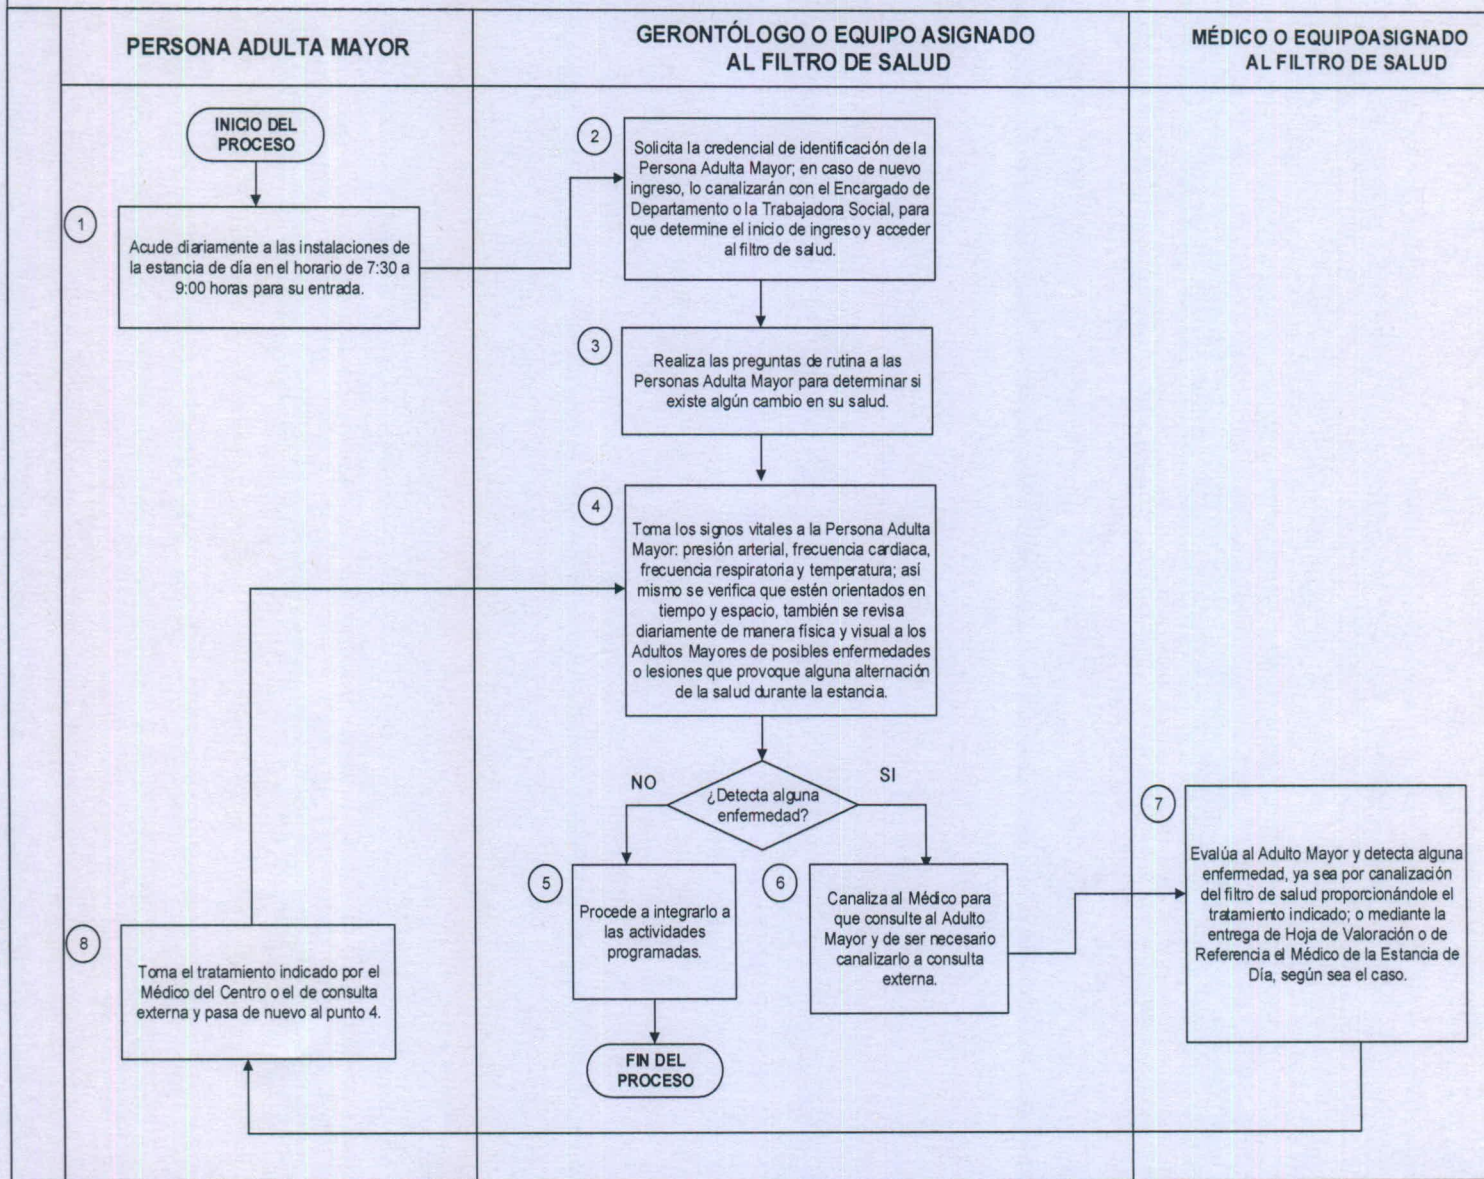 PERSONA ADULTA MAYOR
GERONTÓLOGO O EQUIPO ASIGNADO
AL FILTRO DE SALUD
MÉDICO O EQUIPOASIGNADO
AL FILTRO DE SALUD
INICIO DEL
PROCESO
1
Acude diariamente a las instalaciones de
la estancia de día en el horario de 7:30 a
9:00 horas para su entrada.
2
Solicita la credencial de identificación de la
Persona Adulta Mayor; en caso de nuevo
ingreso, lo canalizarán con el Encargado de
Departamento o la Trabajadora Social, para
que determine el inicio de ingreso y acceder
al filtro de salud.
3
Realiza las preguntas de rutina a las
Personas Adulta Mayor para determinar si
existe algún cambio en su salud.
4
Toma los signos vitales a la Persona Adulta
Mayor: presión arterial, frecuencia cardiaca,
frecuencia respiratoria y temperatura; así
mismo se verifica que estén orientados en
tiempo y espacio, también se revisa
diariamente de manera física y visual a los
Adultos Mayores de posibles enfermedades
o lesiones que provoque alguna alternación
de la salud durante la estancia.
NO
¿Detecta alguna
enfermedad?
SI
5
Procede a integrarlo a
las actividades
programadas.
FIN DEL
PROCESO
6
Canaliza al Médico para
que consulte al Adulto
Mayor y de ser necesario
canalizarlo a consulta
externa.
7
Evalúa al Adulto Mayor y detecta alguna
enfermedad, ya sea por canalización
del filtro de salud proporcionándole el
tratamiento indicado; o mediante la
entrega de Hoja de Valoración o de
Referencia el Médico de la Estancia de
Día, según sea el caso.
8
Toma el tratamiento indicado por el
Médico del Centro o el de consulta
externa y pasa de nuevo al punto 4.